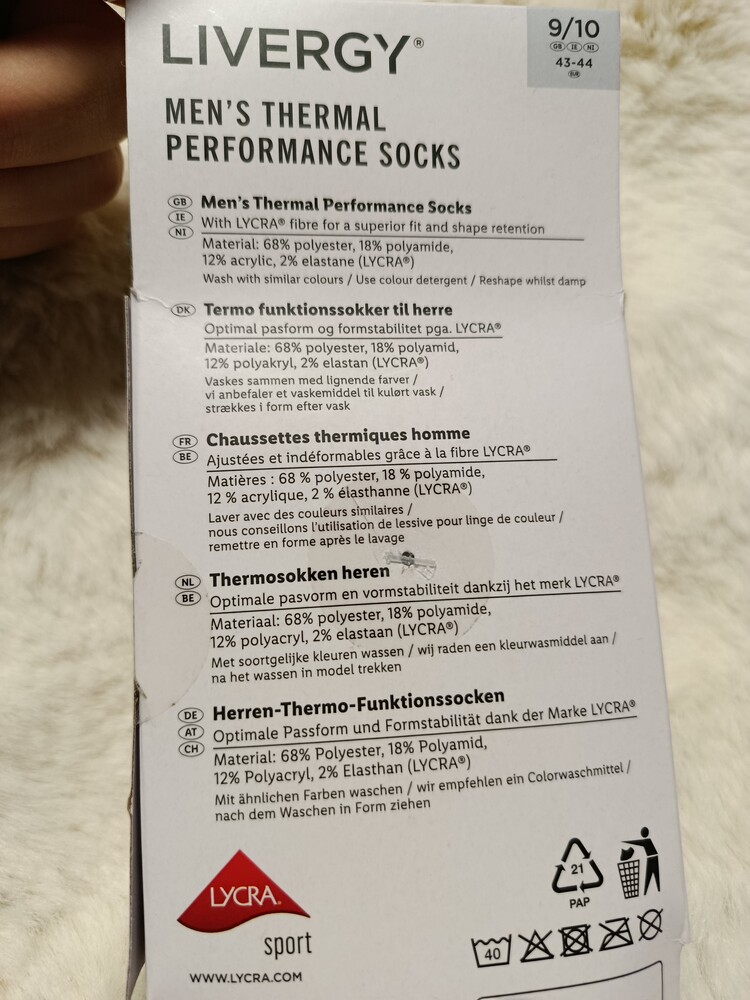 LIVERGY®
9/10
GB IE NI
43-44
MEN'S THERMAL
PERFORMANCE SOCKS
GB
IE
NI
Men's Thermal Performance Socks
With LYCRA® fibre for a superior fit and shape retention
Material: 68% polyester, 18% polyamide,
12% acrylic, 2% elastane (LYCRA®)
Wash with similar colours / Use colour detergent / Reshape whilst damp
DK
Termo funktionssokker til herre
Optimal pasform og formstabilitet pga. LYCRA®
Materiale: 68% polyester, 18% polyamid,
12% polyakryl, 2% elastan (LYCRA®)
Vaskes sammen med lignende farver /
vi anbefaler et vaskemiddel til kulørt vask /
strækkes i form efter vask
FR
BE
Chaussettes thermiques homme
Ajustées et indéformables grâce à la fibre LYCRA®
Matières : 68 % polyester, 18 % polyamide,
12 % acrylique, 2 % élasthanne (LYCRA®)
Laver avec des couleurs similaires /
nous conseillons l'utilisation de lessive pour linge de couleur /
remettre en forme après le lavage
NL
BE
Thermosokken heren
Optimale pasvorm en vormstabiliteit dankzij het merk LYCRA®
Materiaal: 68% polyester, 18% polyamide,
12% polyacryl, 2% elastaan (LYCRA®)
Met soortgelijke kleuren wassen / wij raden een kleurwasmiddel aan /
na het wassen in model trekken
DE
AT
CH
Herren-Thermo-Funktionssocken
Optimale Passform und Formstabilität dank der Marke LYCRA®
Material: 68% Polyester, 18% Polyamid,
12% Polyacryl, 2% Elasthan (LYCRA®)
Mit ähnlichen Farben waschen / wir empfehlen ein Colorwaschmittel /
nach dem Waschen in Form ziehen
LYCRA®
sport
WWW.LYCRA.COM
21
PAP
40